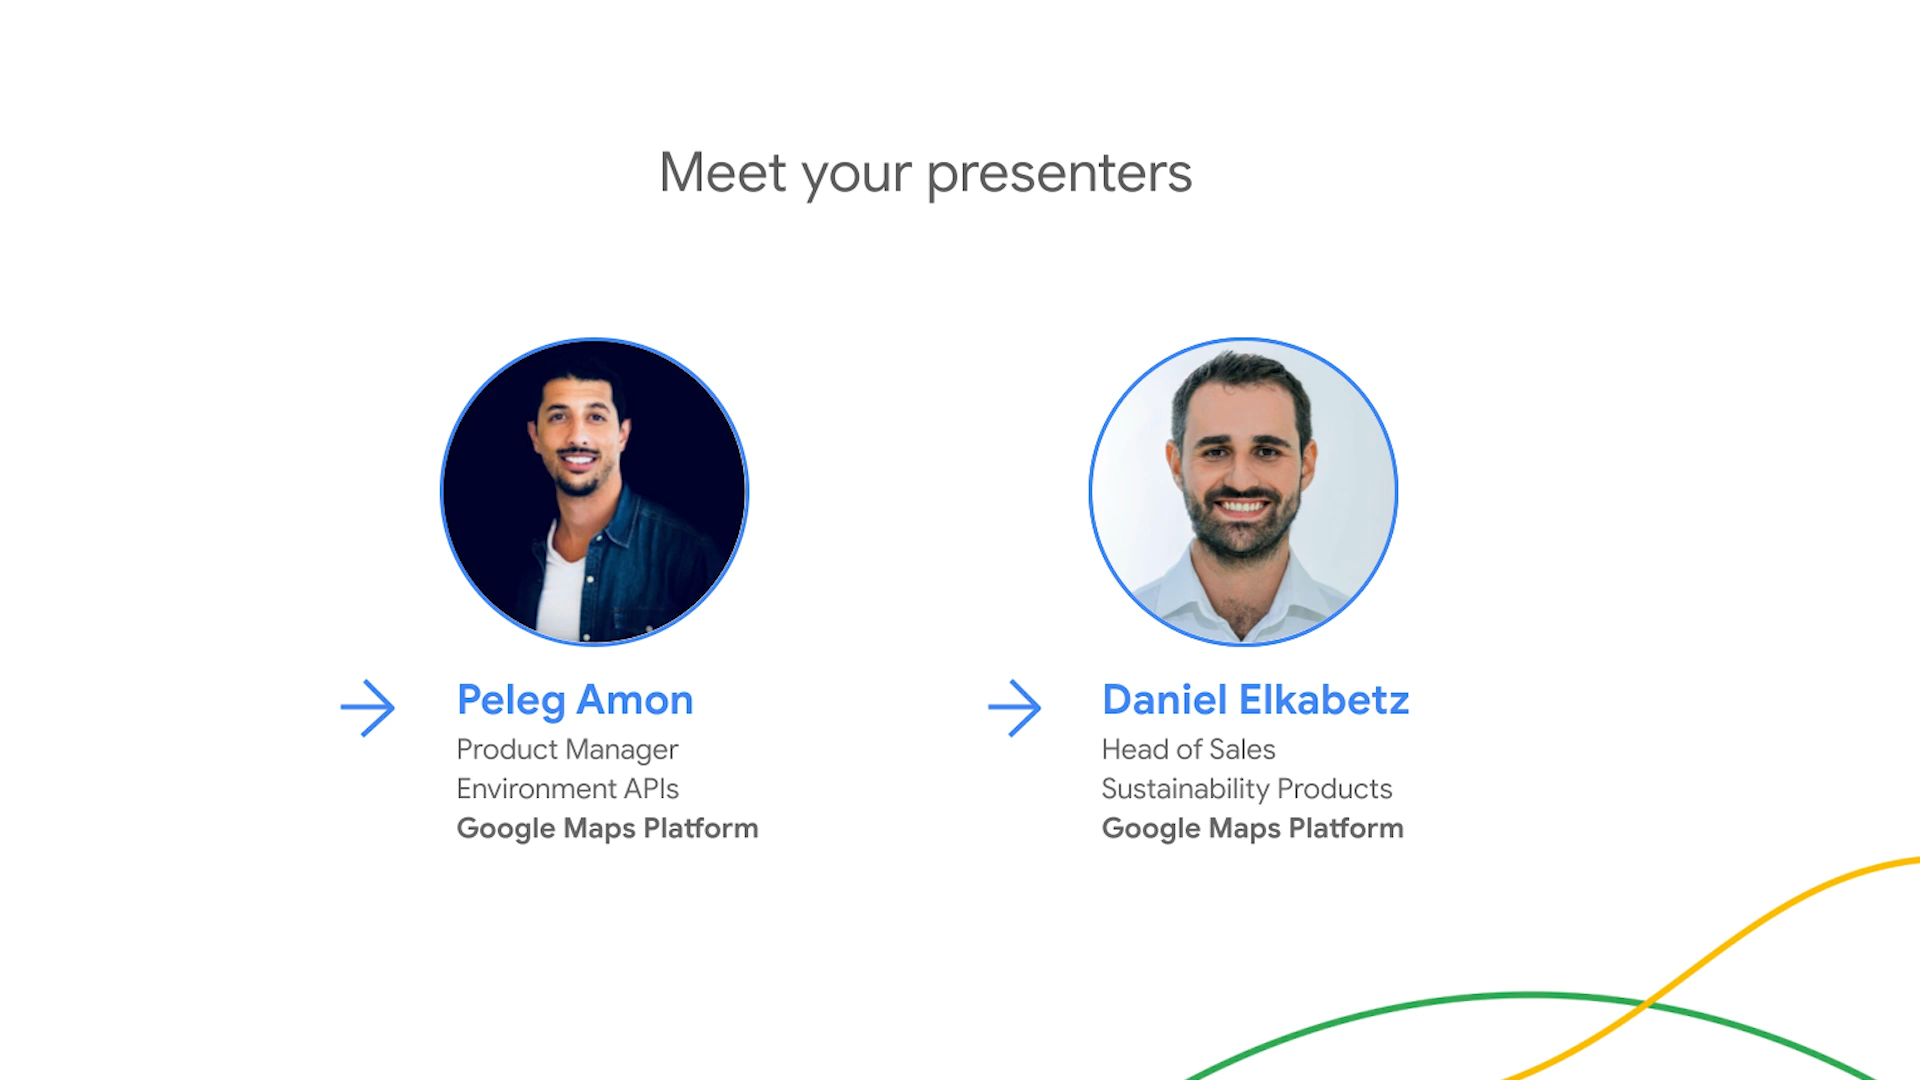 Meet your presenters
Peleg Amon
Product Manager
Environment APIs
Google Maps Platform
Daniel Elkabetz
Head of Sales
Sustainability Products
Google Maps Platform